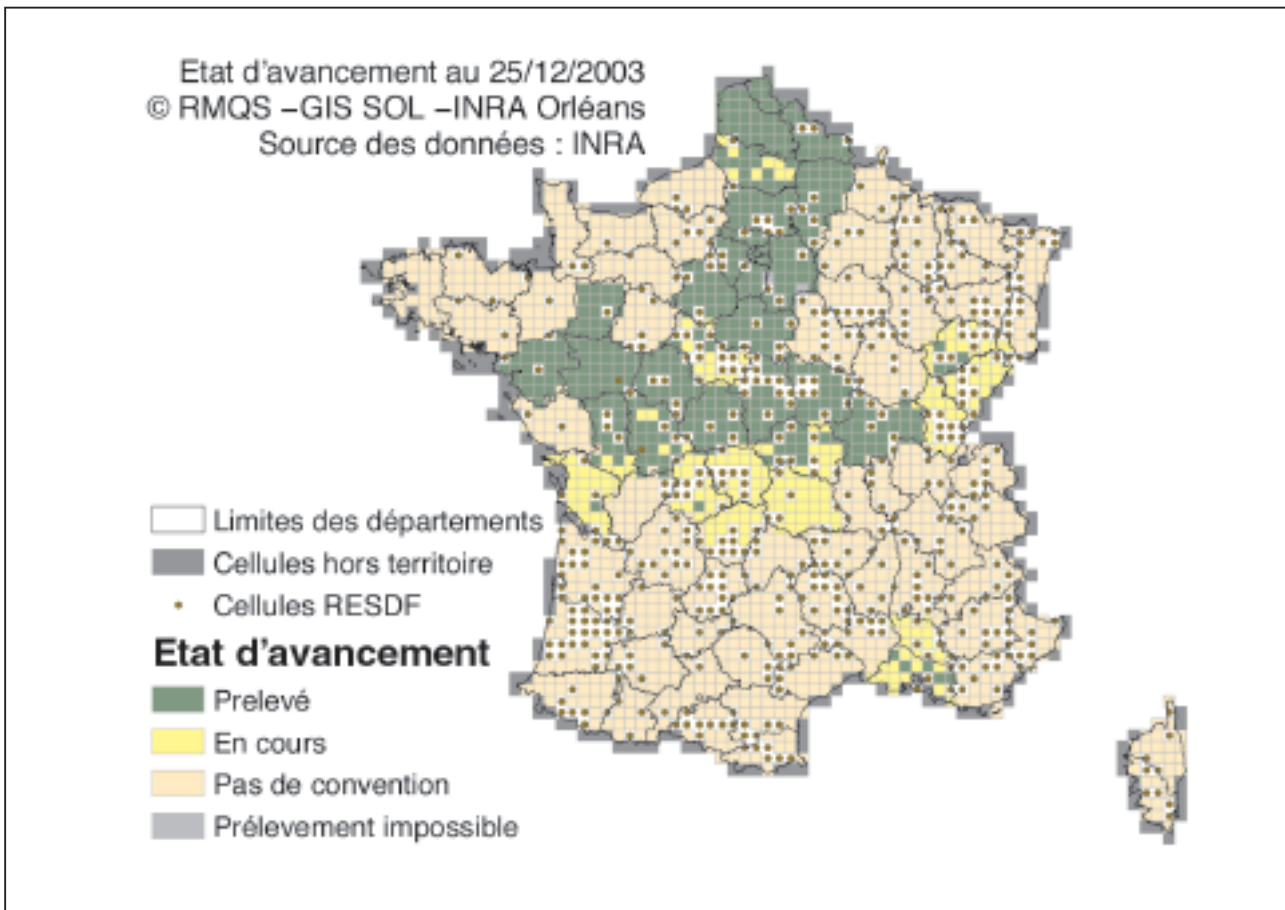 Etat d'avancement au 25/12/2003
© RMQS –GIS SOL –INRA Orléans
Source des données : INRA
Limites des départements
Cellules hors territoire
Cellules RESDF
Etat d'avancement
Prelevé
En cours
Pas de convention
Prélevement impossible